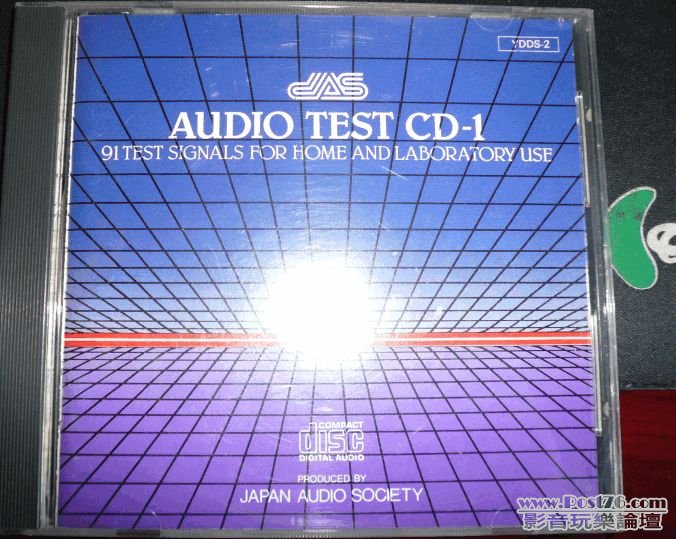 YDDS-2
JAS
AUDIO TEST CD-1
91 TEST SIGNALS FOR HOME AND LABORATORY USE
COMPACT
disc
DIGITAL AUDIO
PRODUCED BY
JAPAN AUDIO SOCIETY
www.Post76.com
影音玩樂論壇